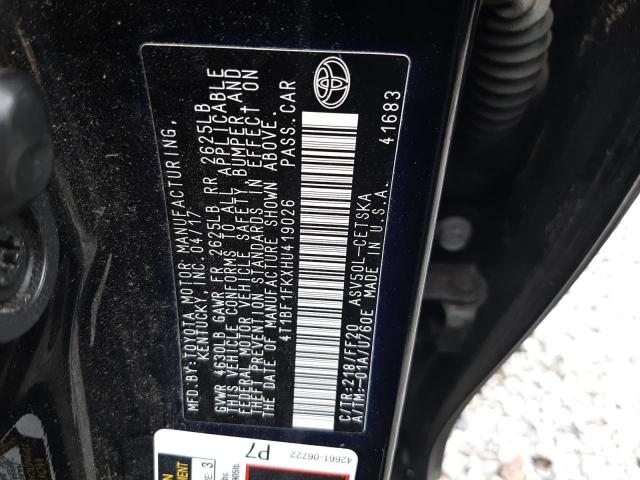 MFD.BY:TOYOTA MOTOR MANUFACTURING,
KENTUCKY, INC. 04/17
GVWR 4630LB GAWR FR 2625LB RR 2625LB
THIS VEHICLE CONFORMS TO ALL APPLICABLE
FEDERAL MOTOR VEHICLE SAFETY, BUMPER AND
THEFT PREVENTION STANDARDS IN EFFECT ON
THE DATE OF MANUFACTURE SHOWN ABOVE.
4T1BF1FKXHU419026 PASS.CAR
C/TR:218/FF20 ASV50L-CETSKA
A/TM:-01A/U760E MADE IN U.S.A.
41683
42661-06722
P7